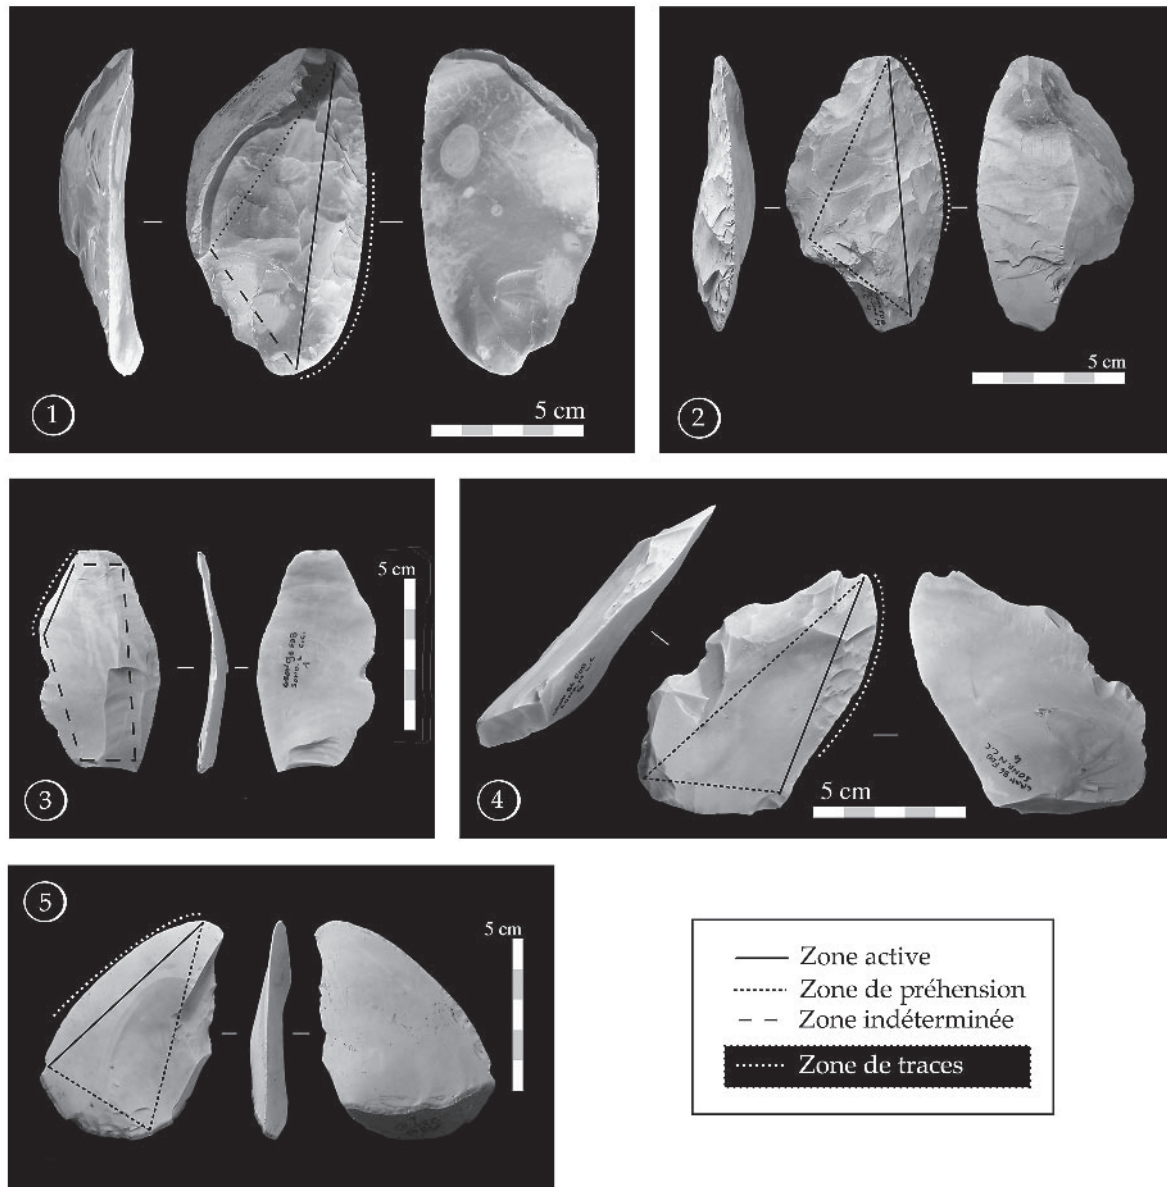 5 cm
1
5 cm
2
5 cm
3
5 cm
4
5
5 cm
Zone active
Zone de préhension
Zone indéterminée
Zone de traces